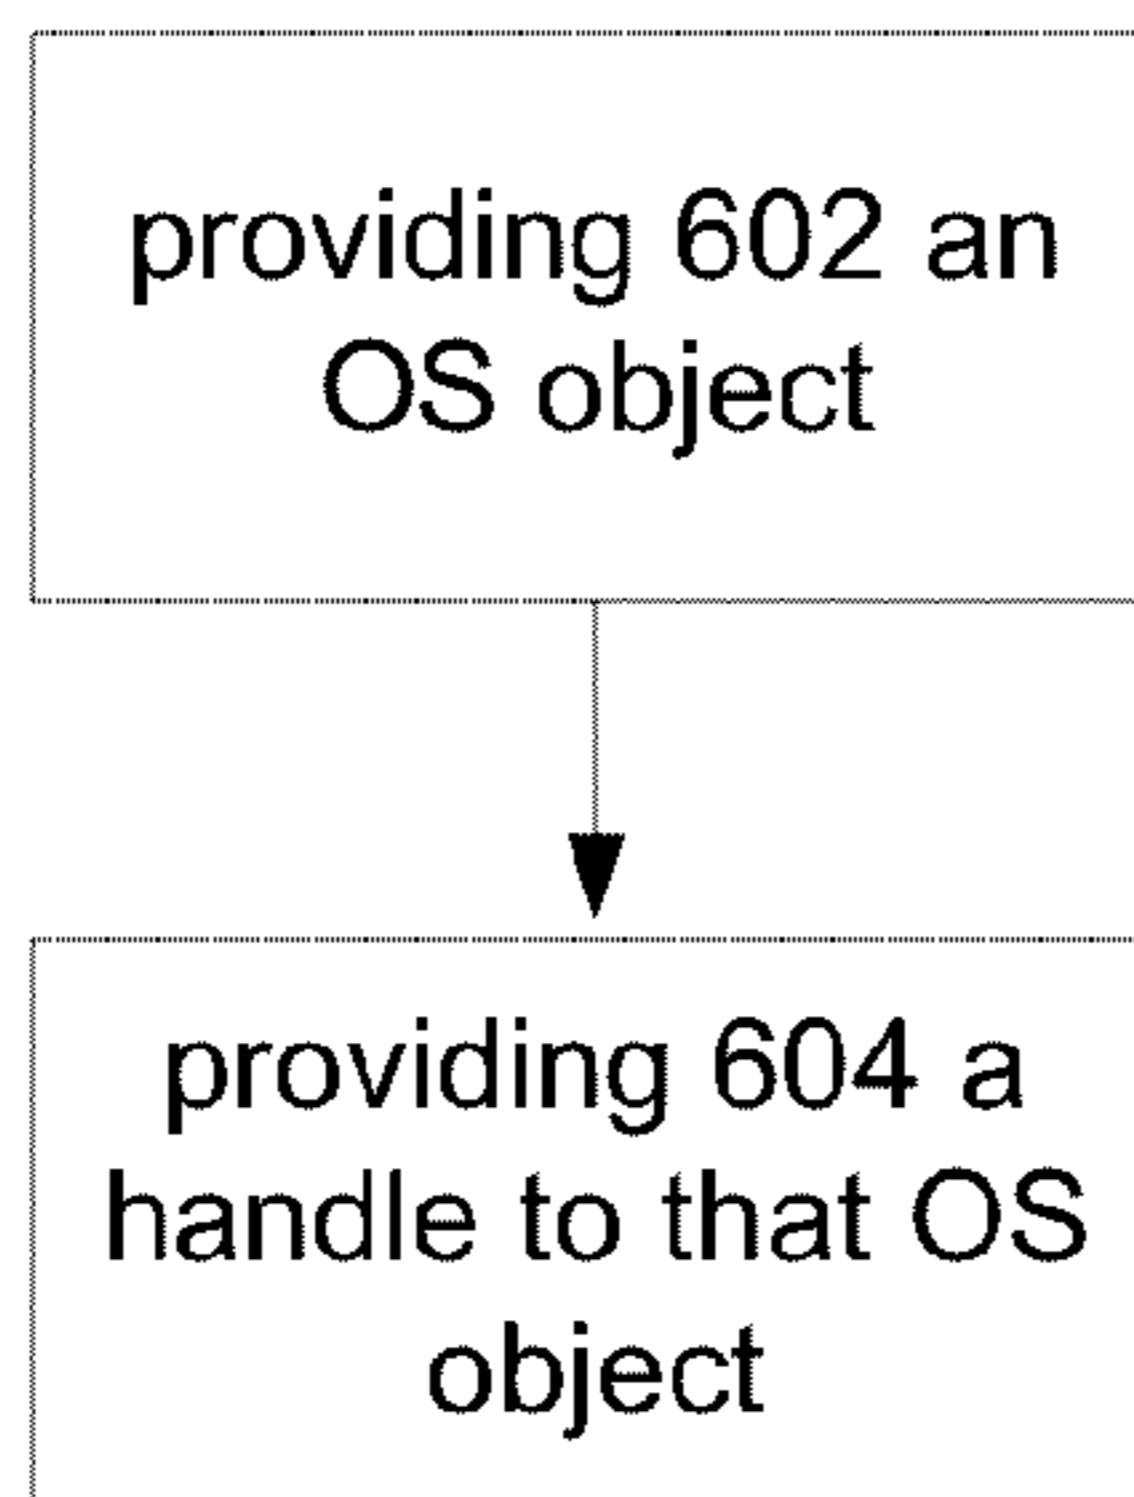 providing 602 an
OS object
providing 604 a
handle to that OS
object